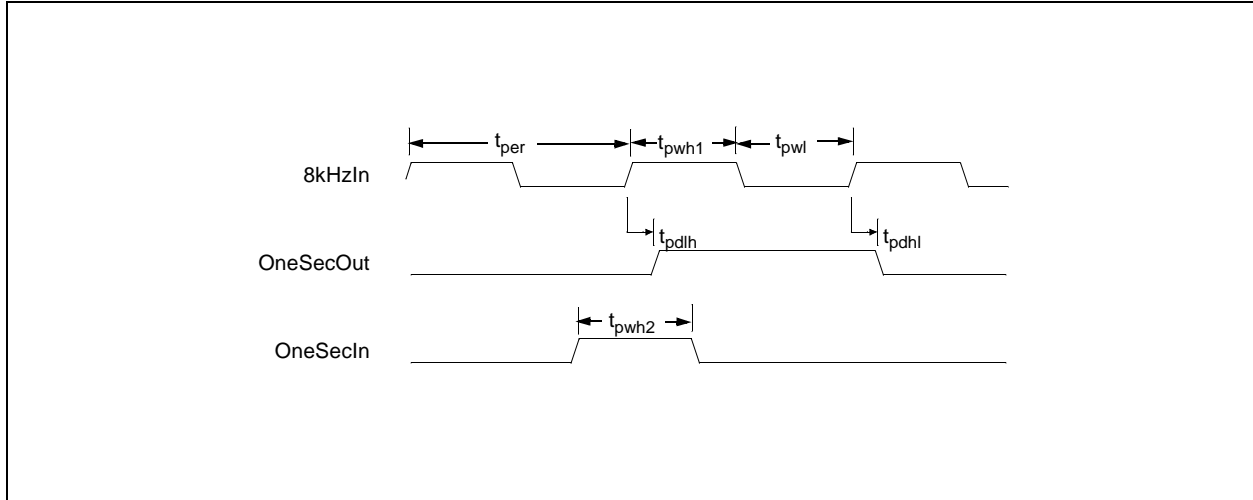 tper
tpwh1
tpwl
8kHzIn
tpdlh
tpdhl
OneSecOut
tpwh2
OneSecIn